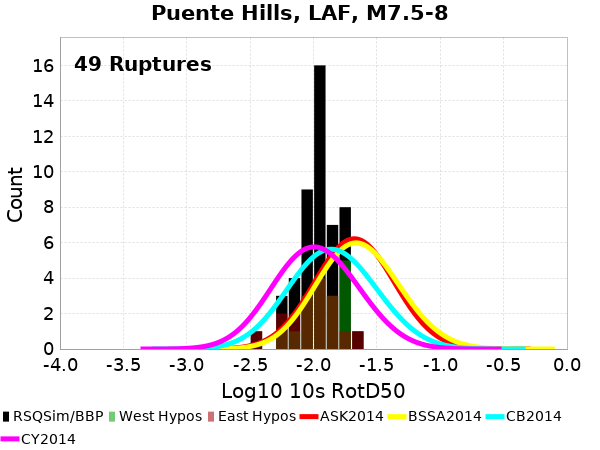 Puente Hills, LAF, M7.5-8
49 Ruptures
16
14
12
10
8
6
4
2
0
Count
-4.0 -3.5 -3.0 -2.5 -2.0 -1.5 -1.0 -0.5 0.0
Log10 10s RotD50
RSQSim/BBP West Hypos East Hypos ASK2014 BSSA2014 CB2014
CY2014